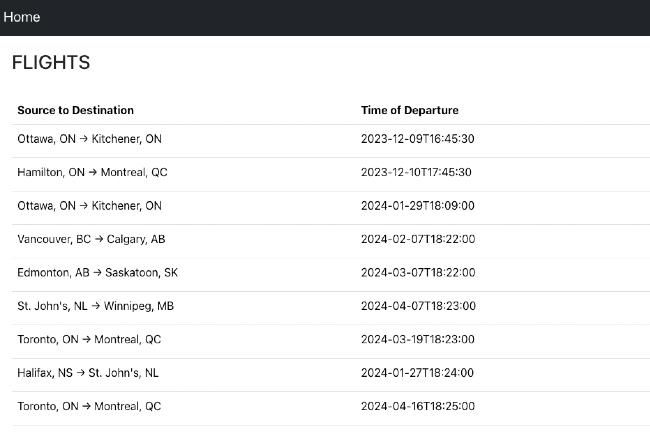 Home
FLIGHTS
Source to Destination Time of Departure
Ottawa, ON → Kitchener, ON 2023-12-09T16:45:30
Hamilton, ON → Montreal, QC 2023-12-10T17:45:30
Ottawa, ON → Kitchener, ON 2024-01-29T18:09:00
Vancouver, BC → Calgary, AB 2024-02-07T18:22:00
Edmonton, AB → Saskatoon, SK 2024-03-07T18:22:00
St. John's, NL → Winnipeg, MB 2024-04-07T18:23:00
Toronto, ON → Montreal, QC 2024-03-19T18:23:00
Halifax, NS → St. John's, NL 2024-01-27T18:24:00
Toronto, ON → Montreal, QC 2024-04-16T18:25:00